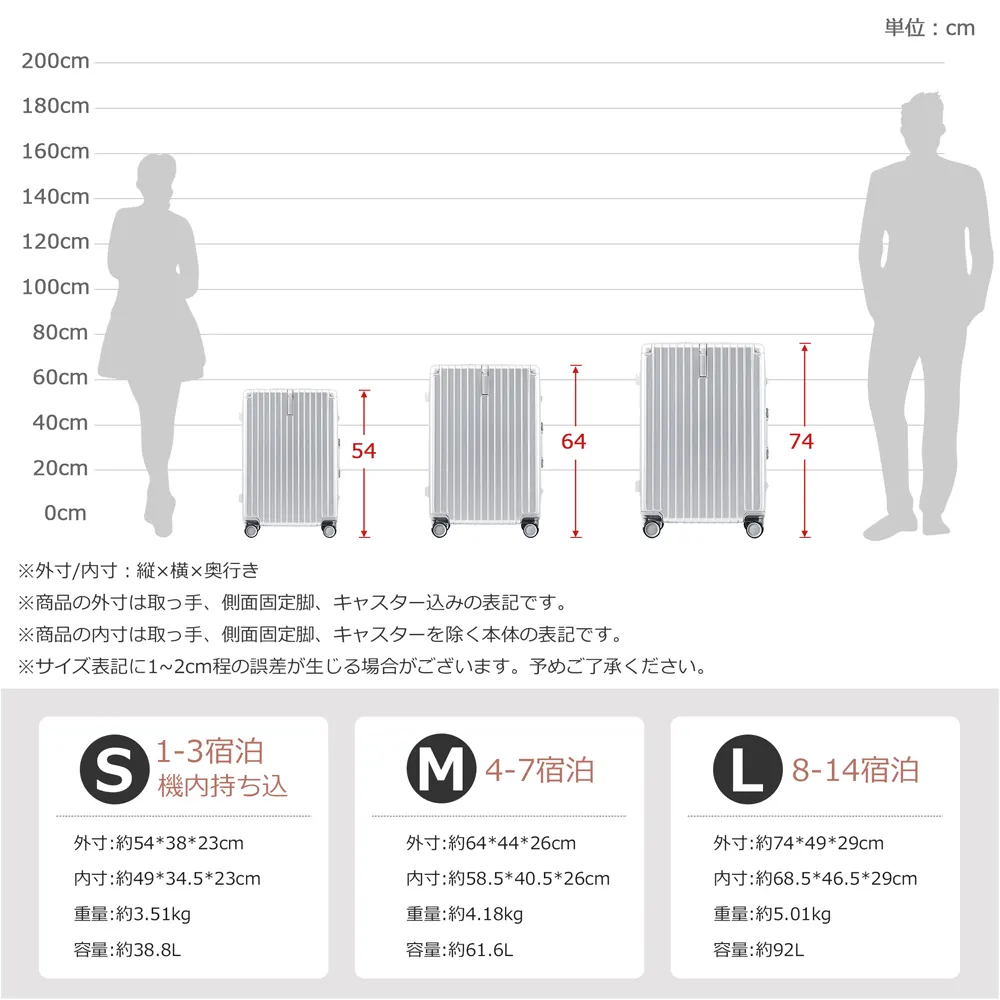 単位：cm
200cm
180cm
160cm
140cm
120cm
100cm
80cm
60cm
40cm
20cm
0cm
54
64
74
※外寸/内寸：縦×横×奥行き
※商品の外寸は取っ手、側面固定脚、キャスター込みの表記です。
※商品の内寸は取っ手、側面固定脚、キャスターを除く本体の表記です。
※サイズ表記に1~2cm程の誤差が生じる場合がございます。予めご了承ください。
S
1-3宿泊
機内持ち込
外寸:約54*38*23cm
内寸:約49*34.5*23cm
重量:約3.51kg
容量:約38.8L
M
4-7宿泊
外寸:約64*44*26cm
内寸:約58.5*40.5*26cm
重量:約4.18kg
容量:約61.6L
L
8-14宿泊
外寸:約74*49*29cm
内寸:約68.5*46.5*29cm
重量:約5.01kg
容量:約92L